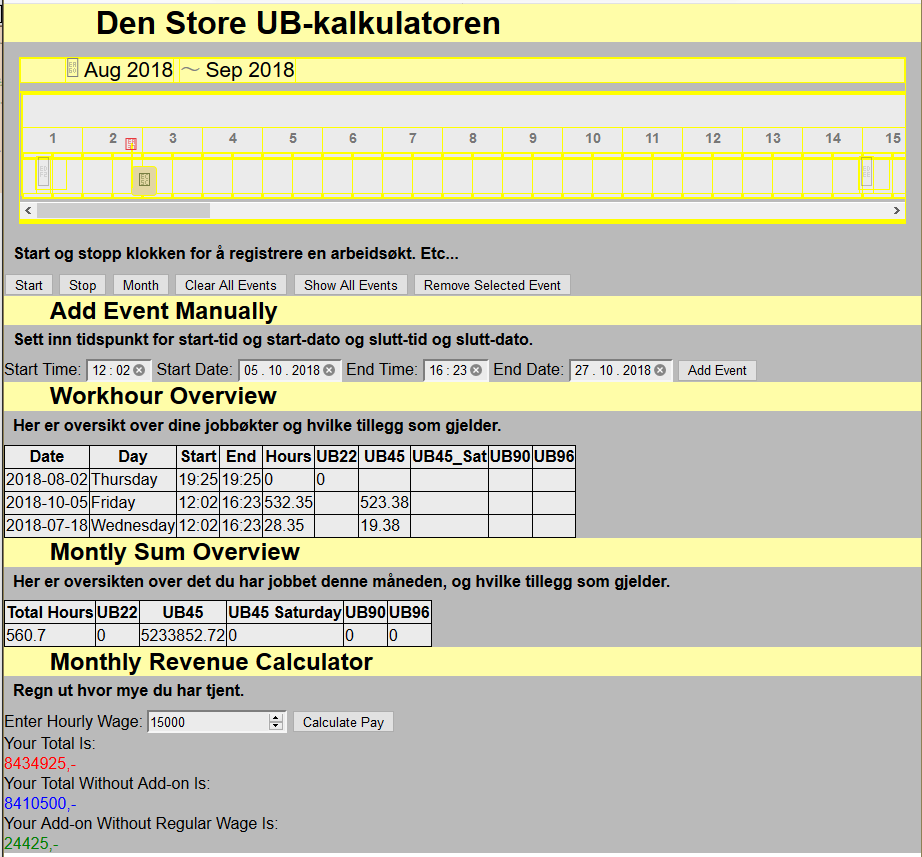 Den Store UB-kalkulatoren
Aug 2018 ～ Sep 2018
1 2 3 4 5 6 7 8 9 10 11 12 13 14 15
Start og stopp klokken for å registrere en arbeidsøkt. Etc...
Start Stop Month Clear All Events Show All Events Remove Selected Event
Add Event Manually
Sett inn tidspunkt for start-tid og start-dato og slutt-tid og slutt-dato.
Start Time: 12 : 02 Start Date: 05 . 10 . 2018 End Time: 16 : 23 End Date: 27 . 10 . 2018 Add Event
Workhour Overview
Her er oversikt over dine jobbøkter og hvilke tillegg som gjelder.
Date Day Start End Hours UB22 UB45 UB45_Sat UB90 UB96
2018-08-02 Thursday 19:25 19:25 0 0
2018-10-05 Friday 12:02 16:23 532.35 523.38
2018-07-18 Wednesday 12:02 16:23 28.35 19.38
Montly Sum Overview
Her er oversikten over det du har jobbet denne måneden, og hvilke tillegg som gjelder.
Total Hours UB22 UB45 UB45 Saturday UB90 UB96
560.7 0 5233852.72 0 0 0
Monthly Revenue Calculator
Regn ut hvor mye du har tjent.
Enter Hourly Wage: 15000 Calculate Pay
Your Total Is:
8434925,-
Your Total Without Add-on Is:
8410500,-
Your Add-on Without Regular Wage Is:
24425,-